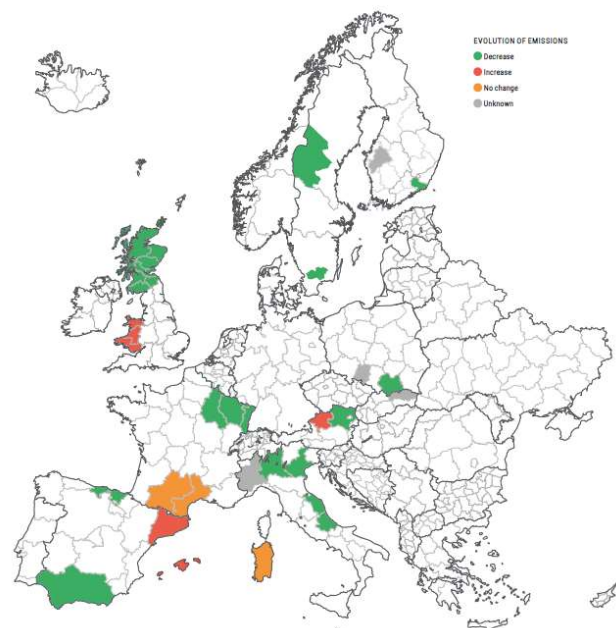 EVOLUTION OF EMISSIONS
Decrease
Increase
No change
Unknown